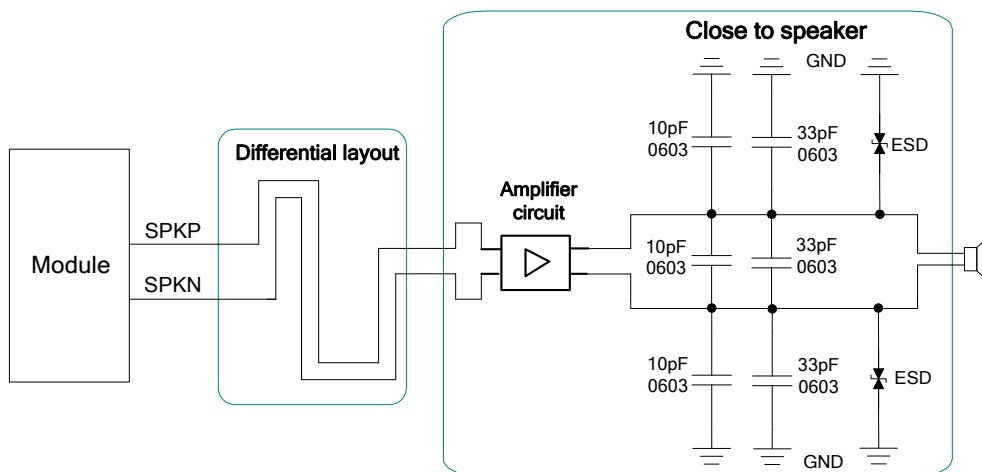 Close to speaker
GND
10pF
0603
33pF
0603
ESD
Differential layout
Amplifier
circuit
SPKP
Module
SPKN
10pF
0603
33pF
0603
10pF
0603
33pF
0603
ESD
GND